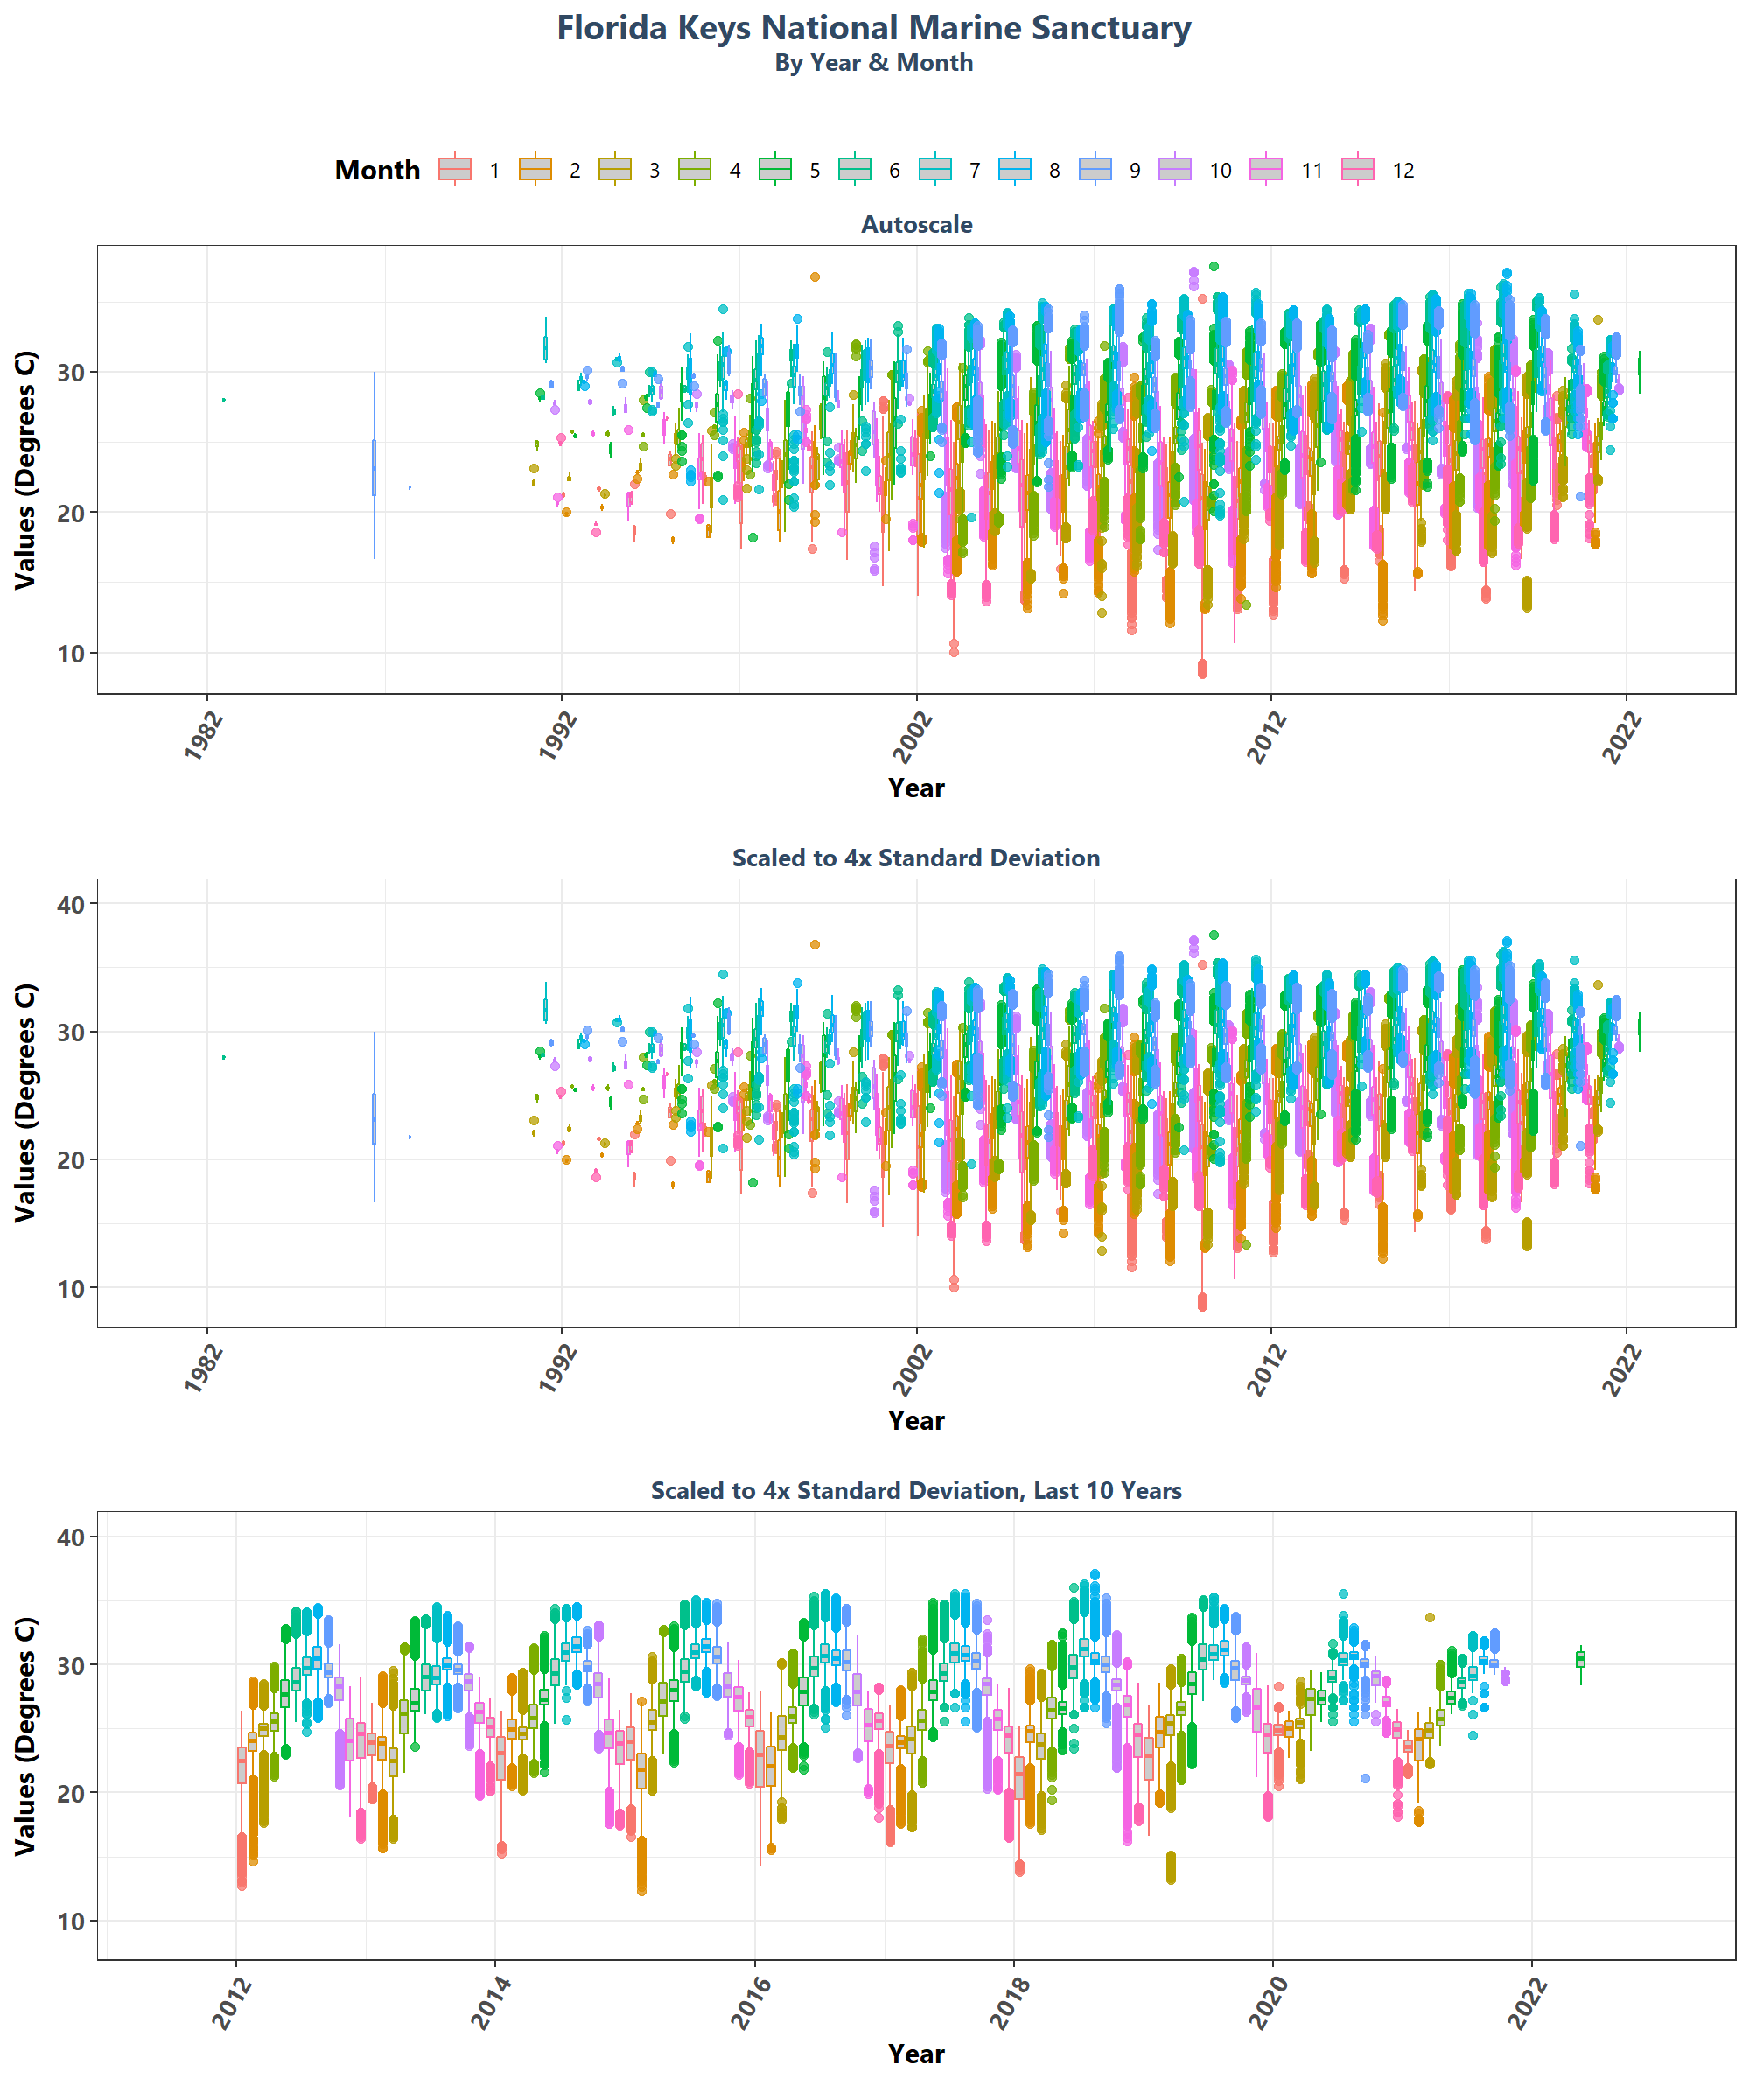 Florida Keys National Marine Sanctuary
By Year & Month
Month 1 2 3 4 5 6 7 8 9 10 11 12
Autoscale
Values (Degrees C)
30
20
10
1982 1992 2002 2012 2022
Year
Scaled to 4x Standard Deviation
Values (Degrees C)
40
30
20
10
1982 1992 2002 2012 2022
Year
Scaled to 4x Standard Deviation, Last 10 Years
Values (Degrees C)
40
30
20
10
2012 2014 2016 2018 2020 2022
Year